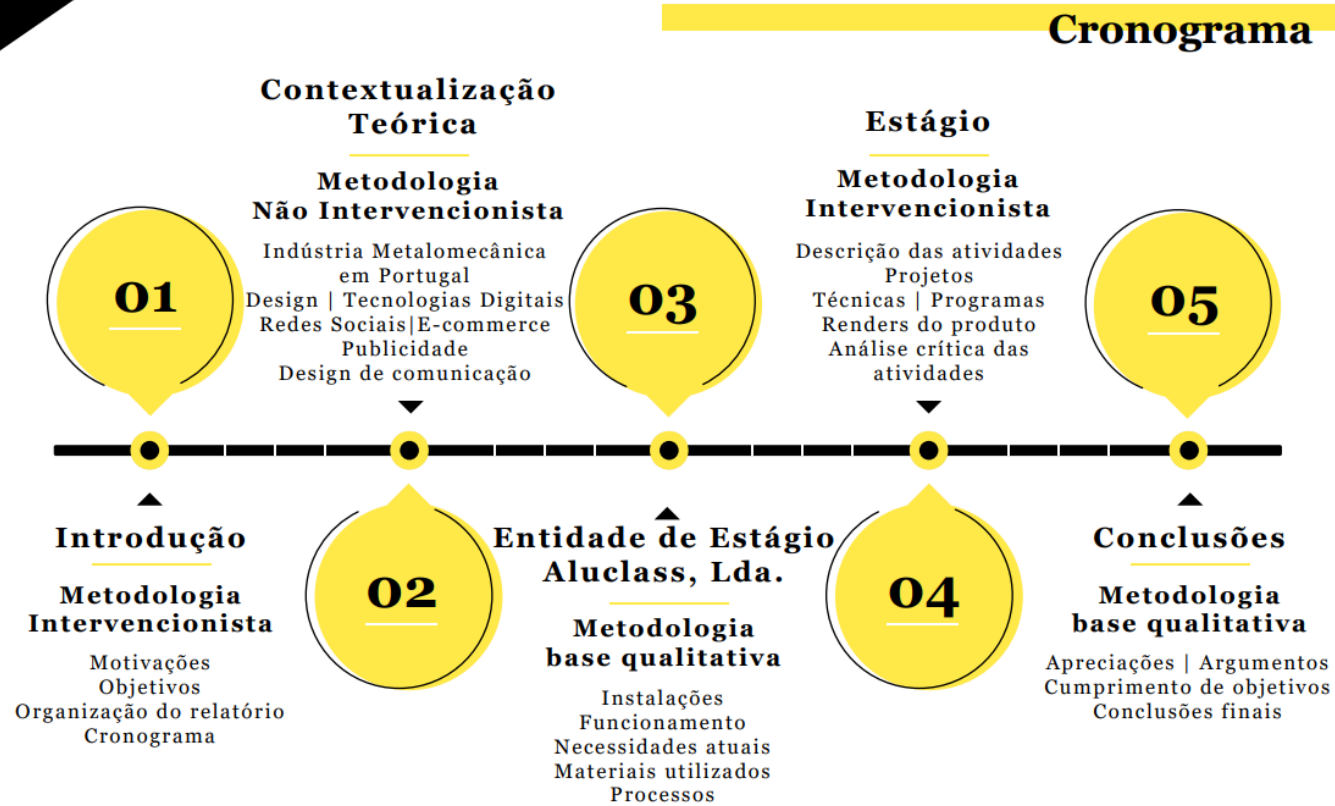 Cronograma
01
Introdução
Metodologia
Intervencionista
Motivações
Objetivos
Organização do relatório
Cronograma
Contextualização
Teórica
Metodologia
Não Intervencionista
Indústria Metalomecânica
em Portugal
Design | Tecnologias Digitais
Redes Sociais|E-commerce
Publicidade
Design de comunicação
02
03
Entidade de Estágio
Aluclass, Lda.
Metodologia
base qualitativa
Instalações
Funcionamento
Necessidades atuais
Materiais utilizados
Processos
Estágio
Metodologia
Intervencionista
Descrição das atividades
Projetos
Técnicas | Programas
Renders do produto
Análise crítica das
atividades
04
05
Conclusões
Metodologia
base qualitativa
Apreciações | Argumentos
Cumprimento de objetivos
Conclusões finais